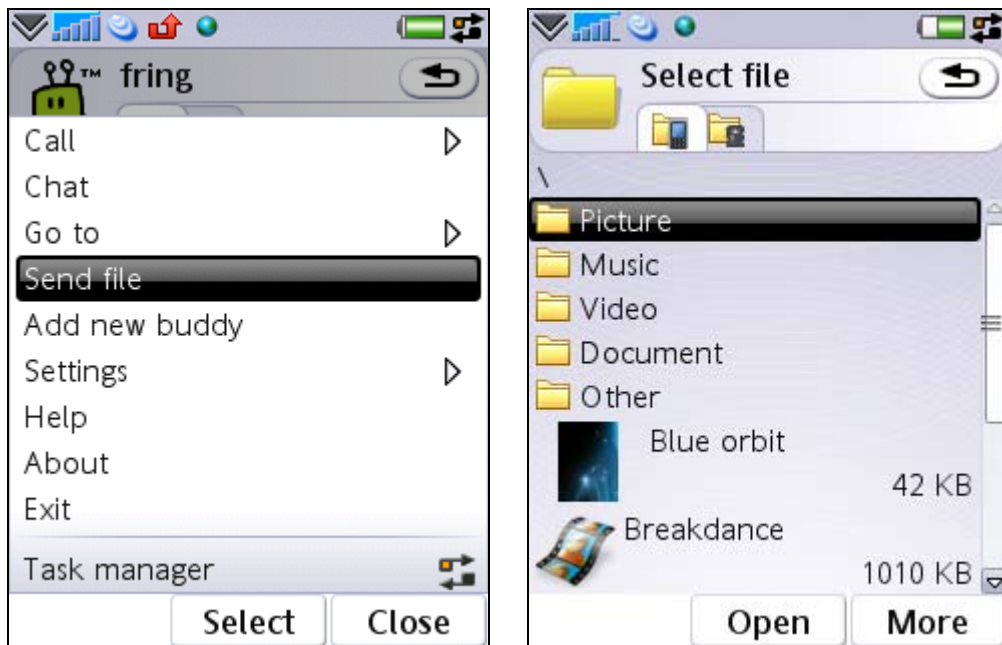 ™ fring
Call
Chat
Go to
Send file
Add new buddy
Settings
Help
About
Exit
Task manager
Select Close
Select file
\
Picture
Music
Video
Document
Other
Blue orbit
42 KB
Breakdance
1010 KB
Open More